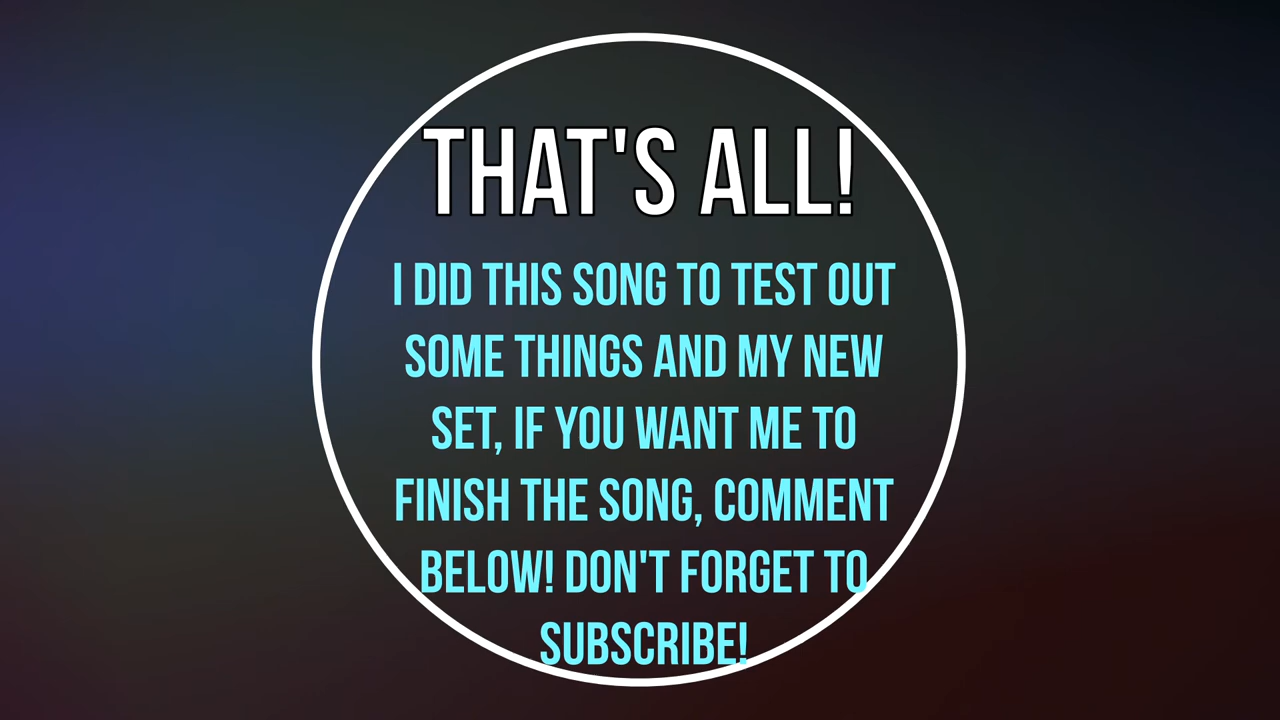 THAT'S ALL!
I DID THIS SONG TO TEST OUT
SOME THINGS AND MY NEW
SET, IF YOU WANT ME TO
FINISH THE SONG, COMMENT
BELOW! DON'T FORGET TO
SUBSCRIBE!